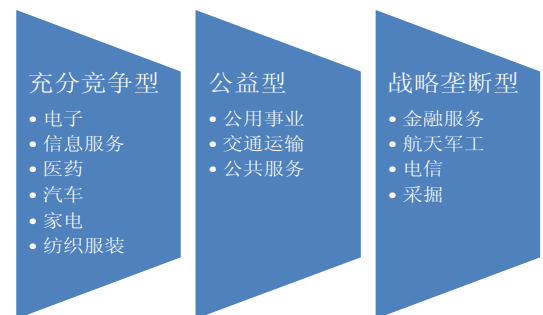 充分竞争型
• 电子
• 信息服务
• 医药
• 汽车
• 家电
• 纺织服装
公益型
• 公用事业
• 交通运输
• 公共服务
战略垄断型
• 金融服务
• 航天军工
• 电信
• 采掘